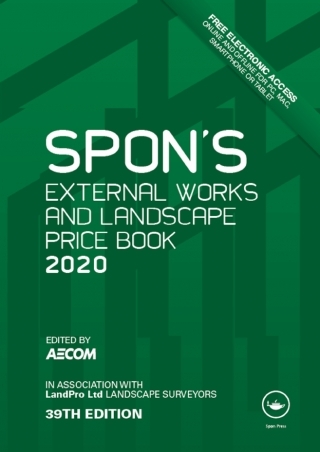 FREE ELECTRONIC ACCESS
ONLINE AND OFFLINE FOR PC, MAC,
SMARTPHONE OR TABLET
SPON'S
EXTERNAL WORKS
AND LANDSCAPE
PRICE BOOK
2020
EDITED BY
AECOM
IN ASSOCIATION WITH
LandPro Ltd LANDSCAPE SURVEYORS
39TH EDITION
Spon Press